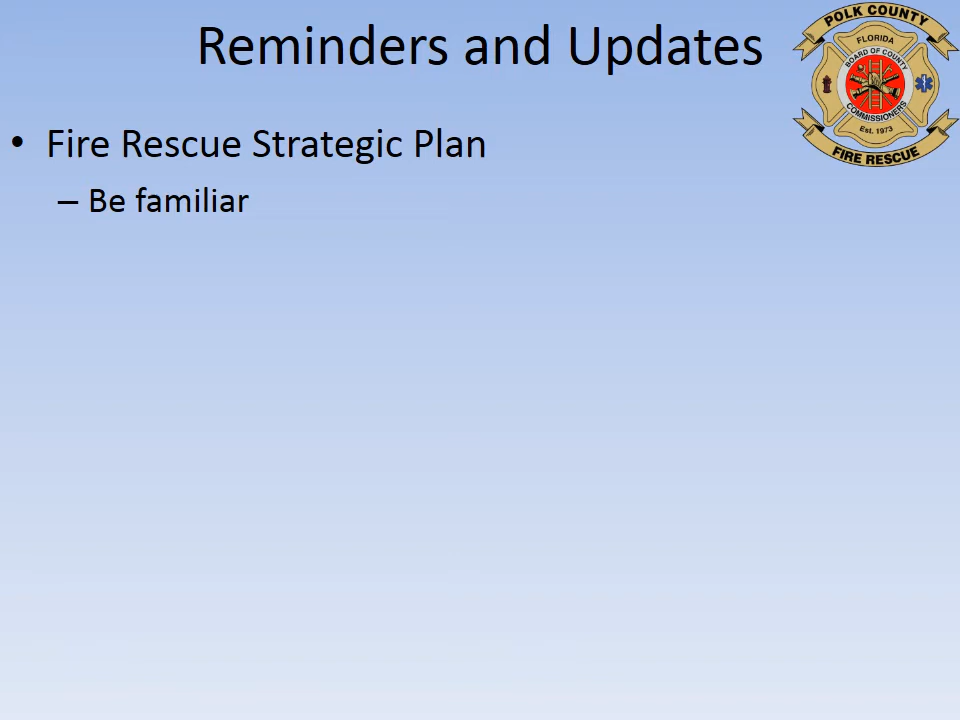 Reminders and Updates
POLK COUNTY
FLORIDA
BOARD OF COUNTY
COMMISSIONERS
Est. 1973
FIRE RESCUE
• Fire Rescue Strategic Plan
– Be familiar